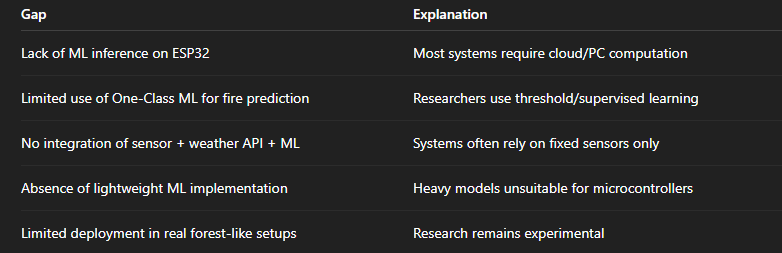 Gap Explanation
Lack of ML inference on ESP32 Most systems require cloud/PC computation
Limited use of One-Class ML for fire prediction Researchers use threshold/supervised learning
No integration of sensor + weather API + ML Systems often rely on fixed sensors only
Absence of lightweight ML implementation Heavy models unsuitable for microcontrollers
Limited deployment in real forest-like setups Research remains experimental